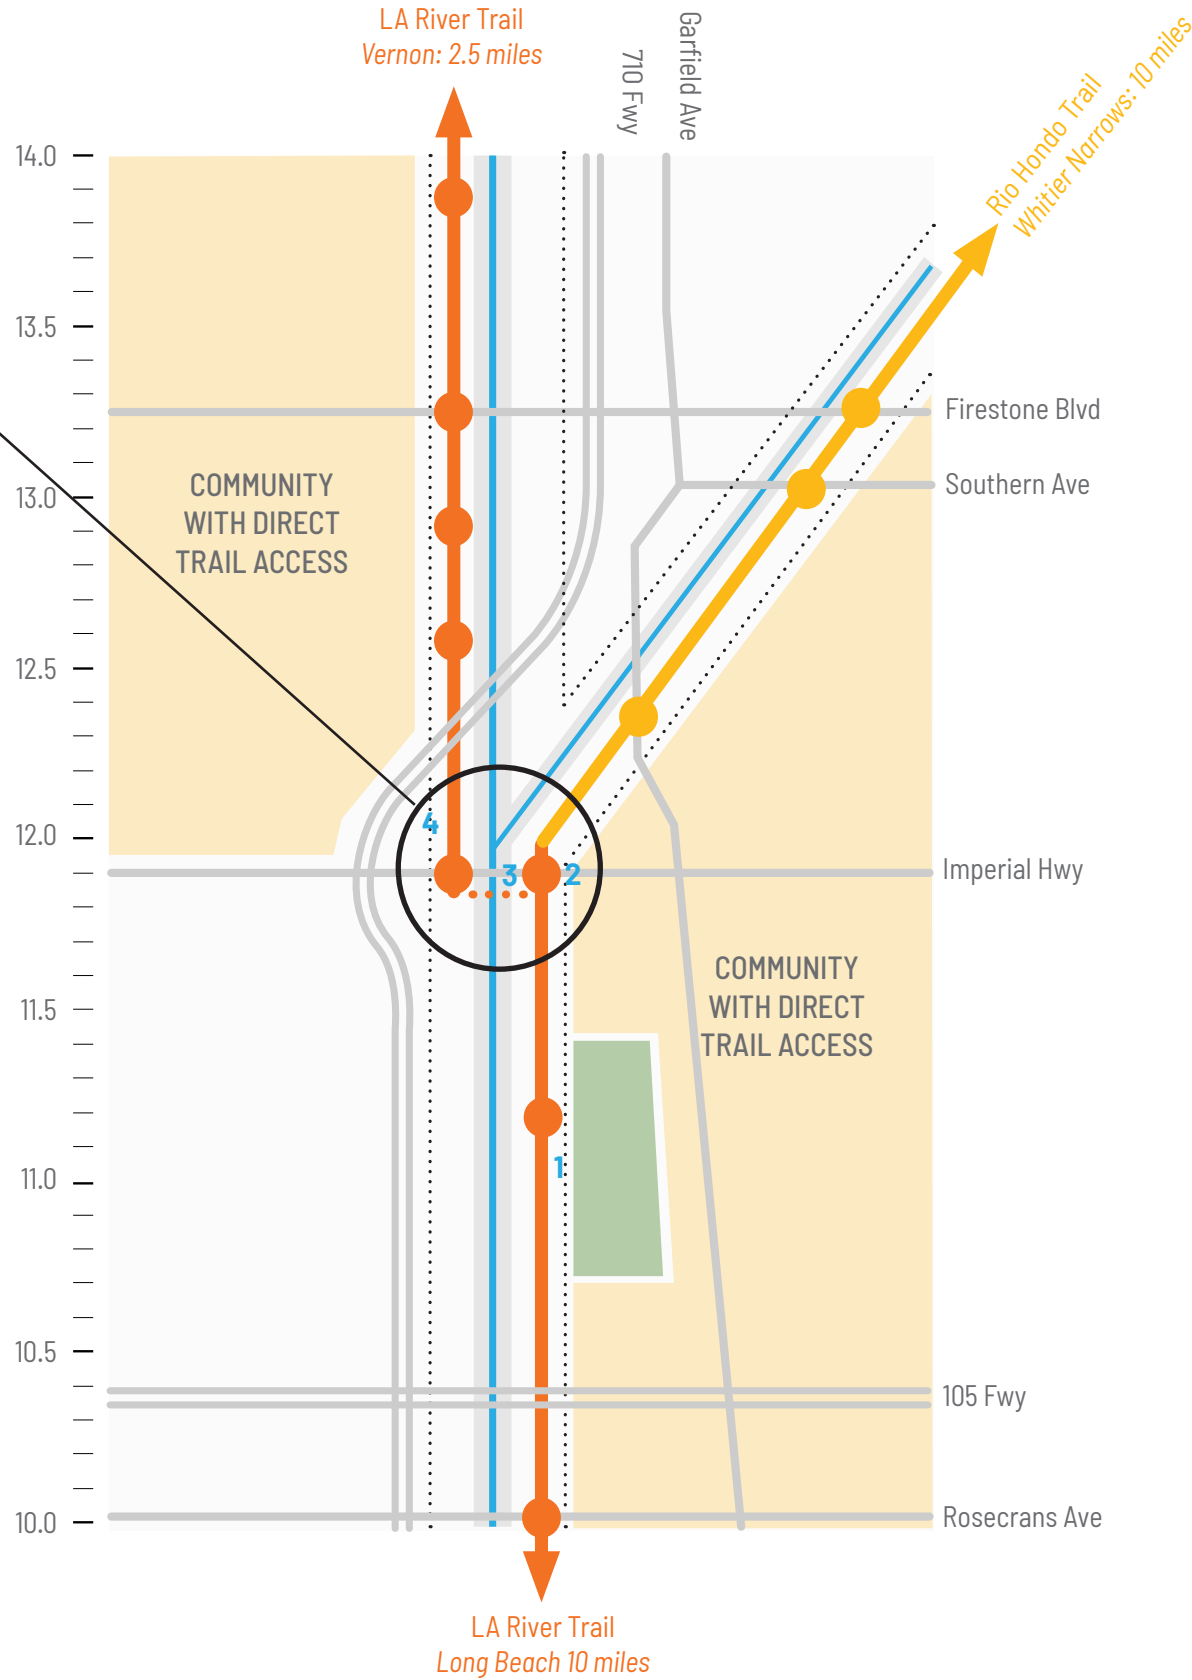 LA River Trail
Vernon: 2.5 miles
710 Fwy
Garfield Ave
Rio Hondo Trail
Whitier Narrows: 10 miles
14.0
13.5
Firestone Blvd
COMMUNITY
WITH DIRECT
TRAIL ACCESS
13.0
Southern Ave
12.5
12.0
4
3
2
Imperial Hwy
COMMUNITY
WITH DIRECT
TRAIL ACCESS
11.5
1
11.0
10.5
105 Fwy
10.0
Rosecrans Ave
LA River Trail
Long Beach 10 miles